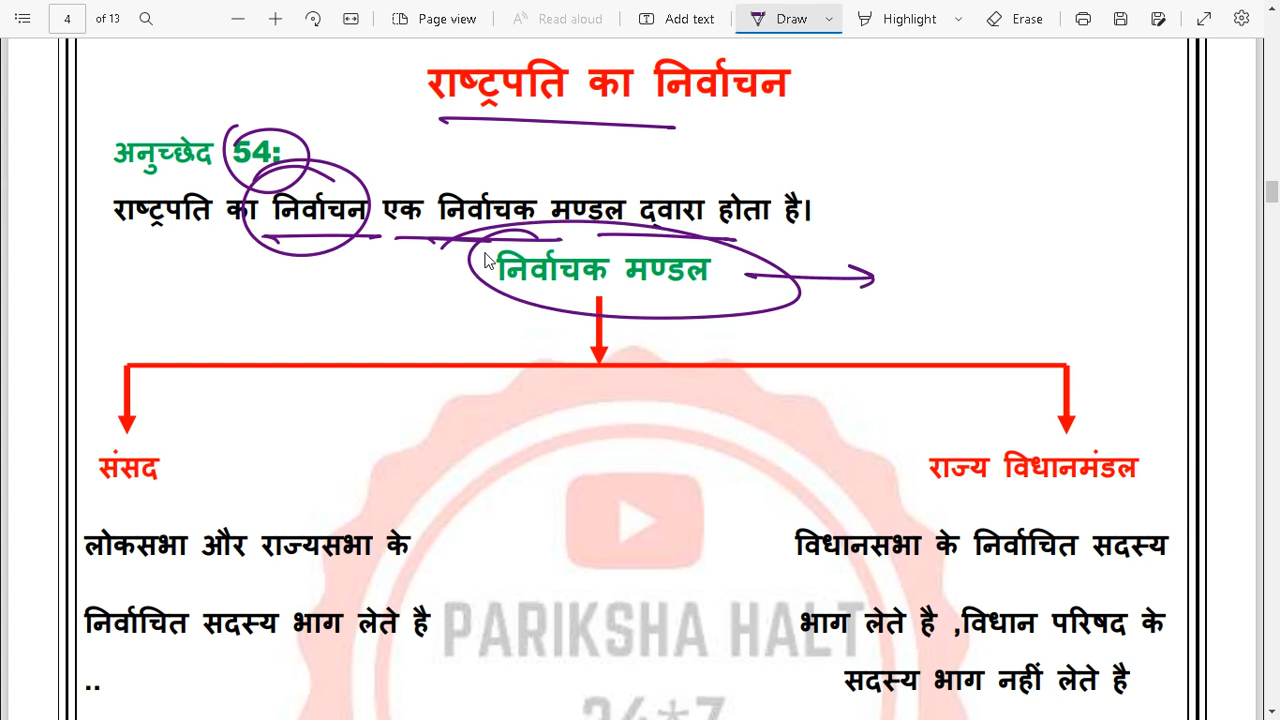 4 of 13 Page view Read aloud Add text Draw Highlight Erase
राष्ट्रपति का निर्वाचन
अनुच्छेद 54:
राष्ट्रपति का निर्वाचन एक निर्वाचक मण्डल द्वारा होता है।
निर्वाचक मण्डल
संसद
राज्य विधानमंडल
लोकसभा और राज्यसभा के
निर्वाचित सदस्य भाग लेते है
..
विधानसभा के निर्वाचित सदस्य
भाग लेते है ,विधान परिषद के
सदस्य भाग नहीं लेते है
PARIKSHA HALT
24*7